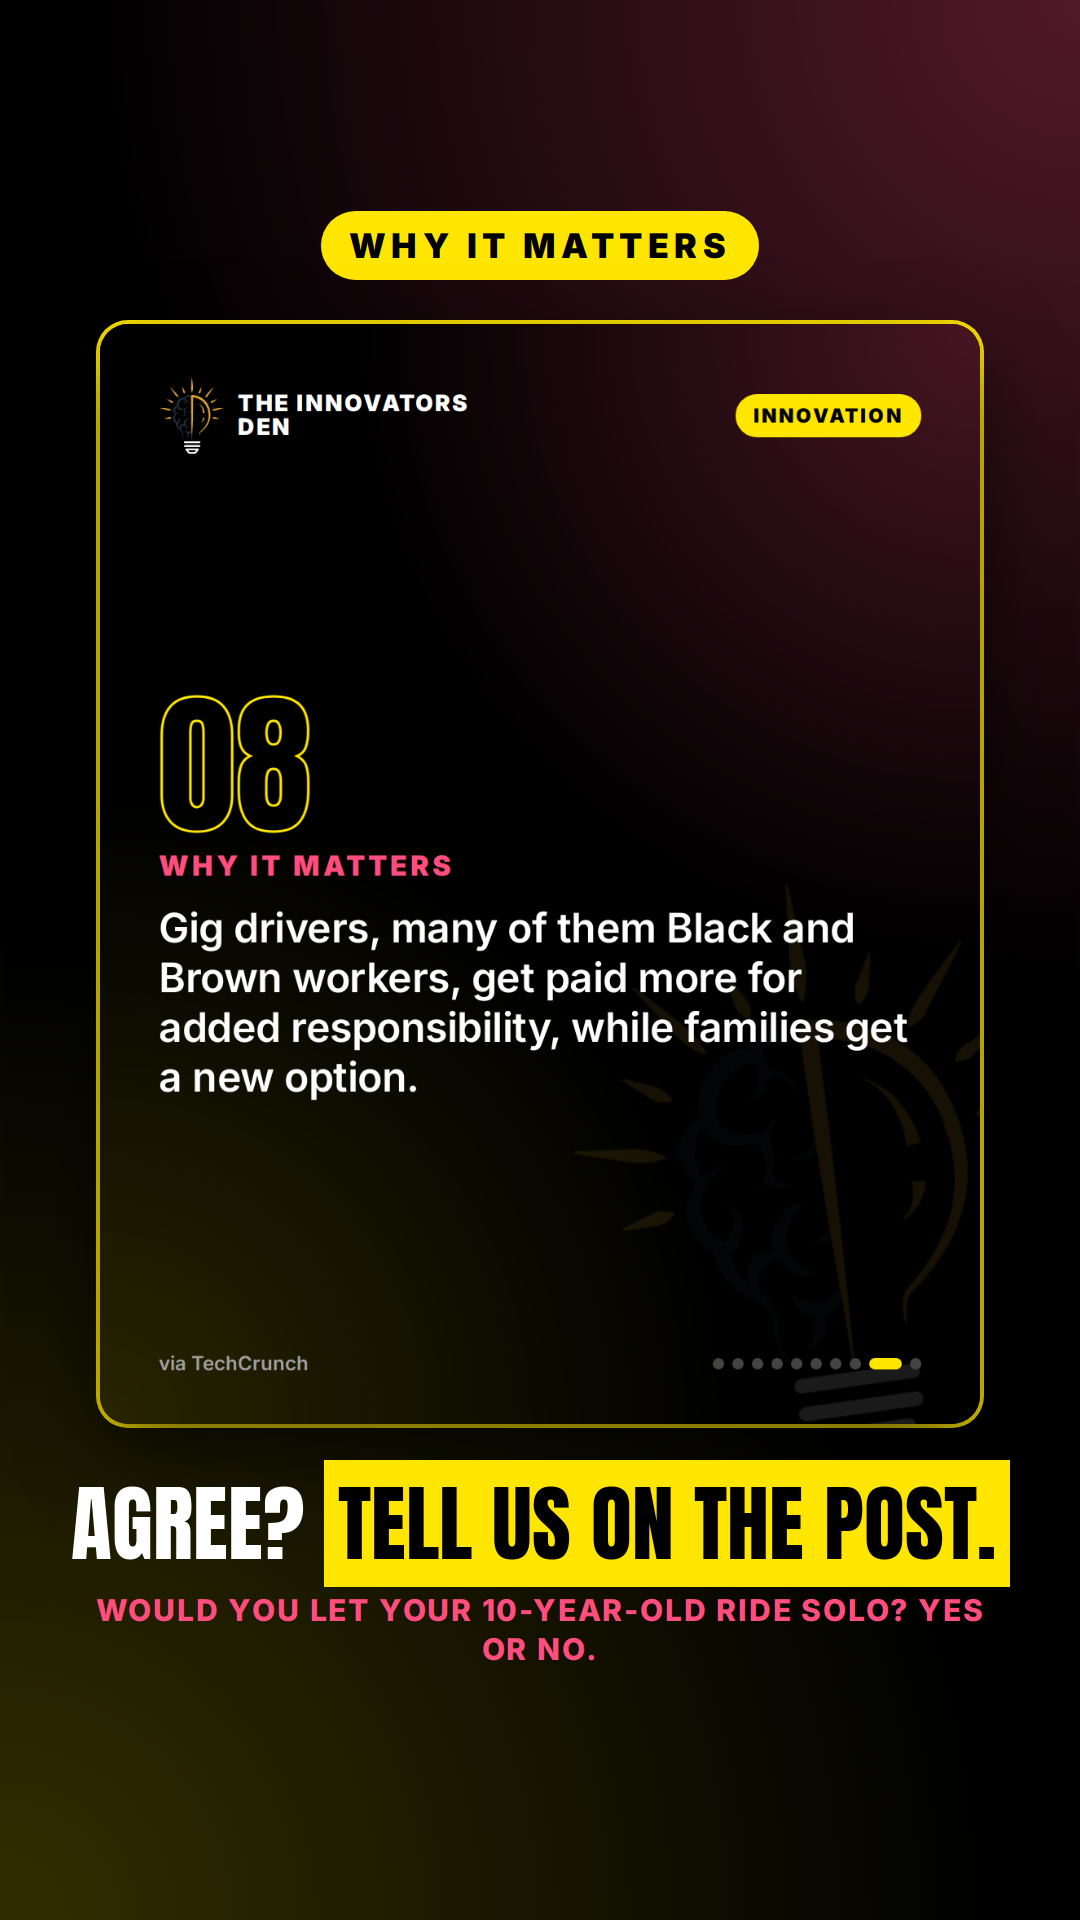 WHY IT MATTERS
THE INNOVATORS
DEN
INNOVATION
08
WHY IT MATTERS
Gig drivers, many of them Black and
Brown workers, get paid more for
added responsibility, while families get
a new option.
via TechCrunch
AGREE? TELL US ON THE POST.
WOULD YOU LET YOUR 10-YEAR-OLD RIDE SOLO? YES
OR NO.